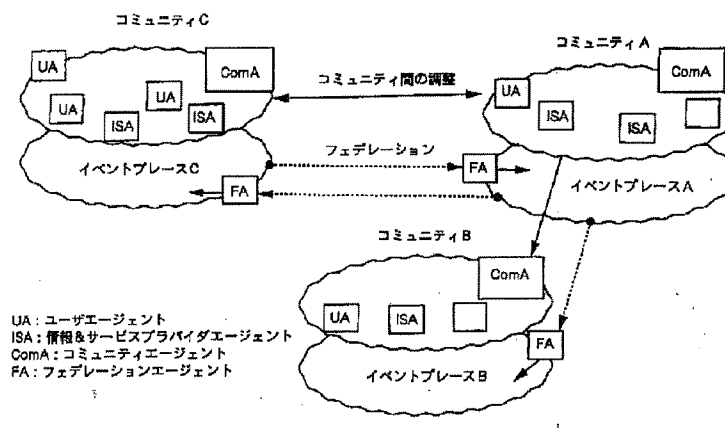 コミュニティC
コミュニティA
UA
ComA
コミュニティ間の調整
UA
ComA
UA
UA
ISA
ISA
ISA
ISA
イベントプレースC
フェデレーション
FA
FA
イベントプレースA
コミュニティB
ComA
UA
ISA
FA
イベントプレースB
UA：ユーザエージェント
ISA：情報&サービスプラバイダエージェント
ComA：コミュニティエージェント
FA：フェデレーションエージェント